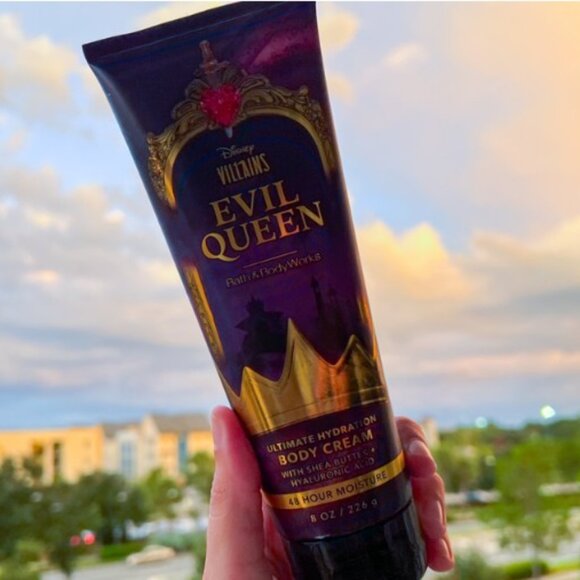 Disney
VILLAINS
EVIL
QUEEN
Bath & Body Works
ULTIMATE HYDRATION
BODY CREAM
WITH SHEA BUTTER +
HYALURONIC ACID
48 HOUR MOISTURE
8 OZ / 226 g